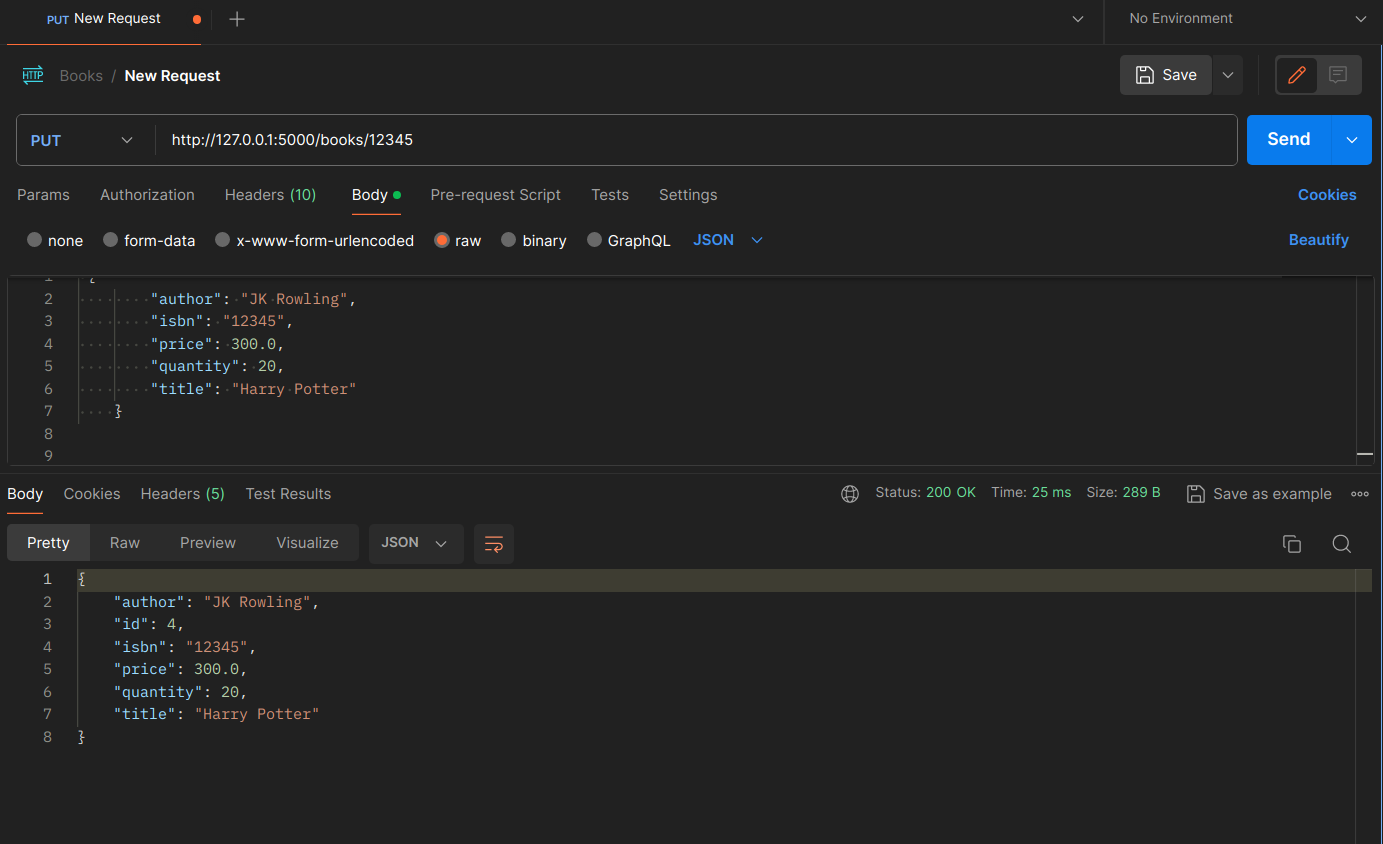 PUT New Request
No Environment
HTTP Books / New Request
Save
PUT http://127.0.0.1:5000/books/12345 Send
Params Authorization Headers (10) Body Pre-request Script Tests Settings Cookies
none form-data x-www-form-urlencoded raw binary GraphQL JSON Beautify
1 {
2 "author": "JK Rowling",
3 "isbn": "12345",
4 "price": 300.0,
5 "quantity": 20,
6 "title": "Harry Potter"
7 }
8
9
Body Cookies Headers (5) Test Results Status: 200 OK Time: 25 ms Size: 289 B Save as example
Pretty Raw Preview Visualize JSON
1 {
2 "author": "JK Rowling",
3 "id": 4,
4 "isbn": "12345",
5 "price": 300.0,
6 "quantity": 20,
7 "title": "Harry Potter"
8 }